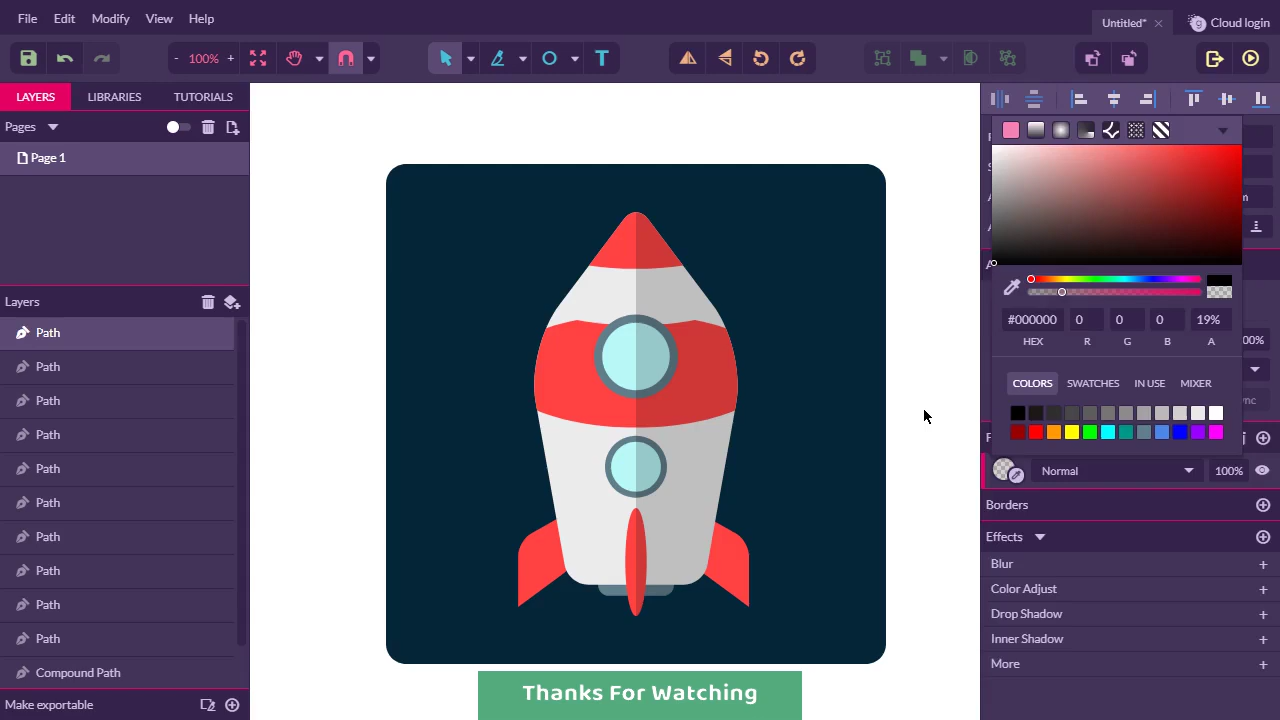 File Edit Modify View Help
Untitled*
Cloud login
- 100% +
T
LAYERS LIBRARIES TUTORIALS
Pages
Page 1
Layers
Path
Path
Path
Path
Path
Path
Path
Path
Path
Path
Compound Path
Make exportable
Thanks For Watching
#000000 0 0 0 19%
HEX R G B A
COLORS SWATCHES IN USE MIXER
Normal 100%
Borders
Effects
Blur +
Color Adjust +
Drop Shadow +
Inner Shadow +
More +